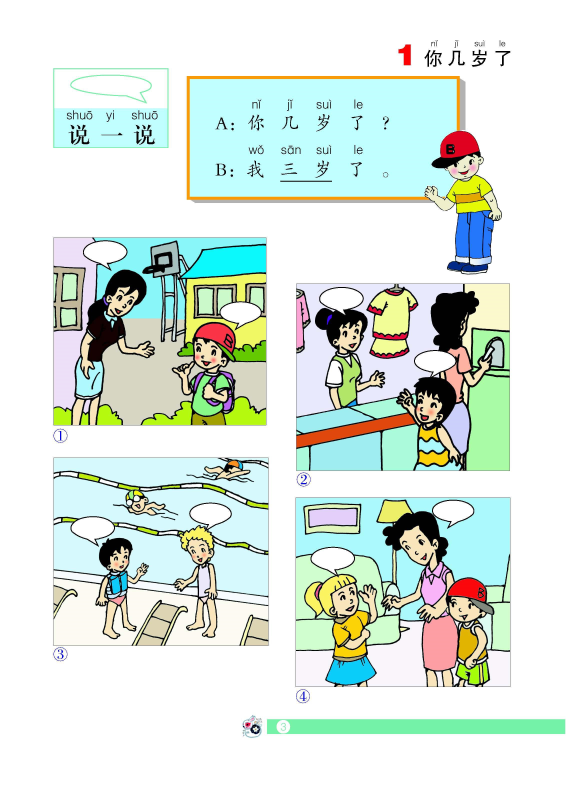 nǐ jǐ suì le
1 你几岁了
shuō yi shuō
说一说
nǐ jǐ suì le
A：你几岁了？
wǒ sān suì le
B：我三岁了。
B
①
②
③
B
④
3